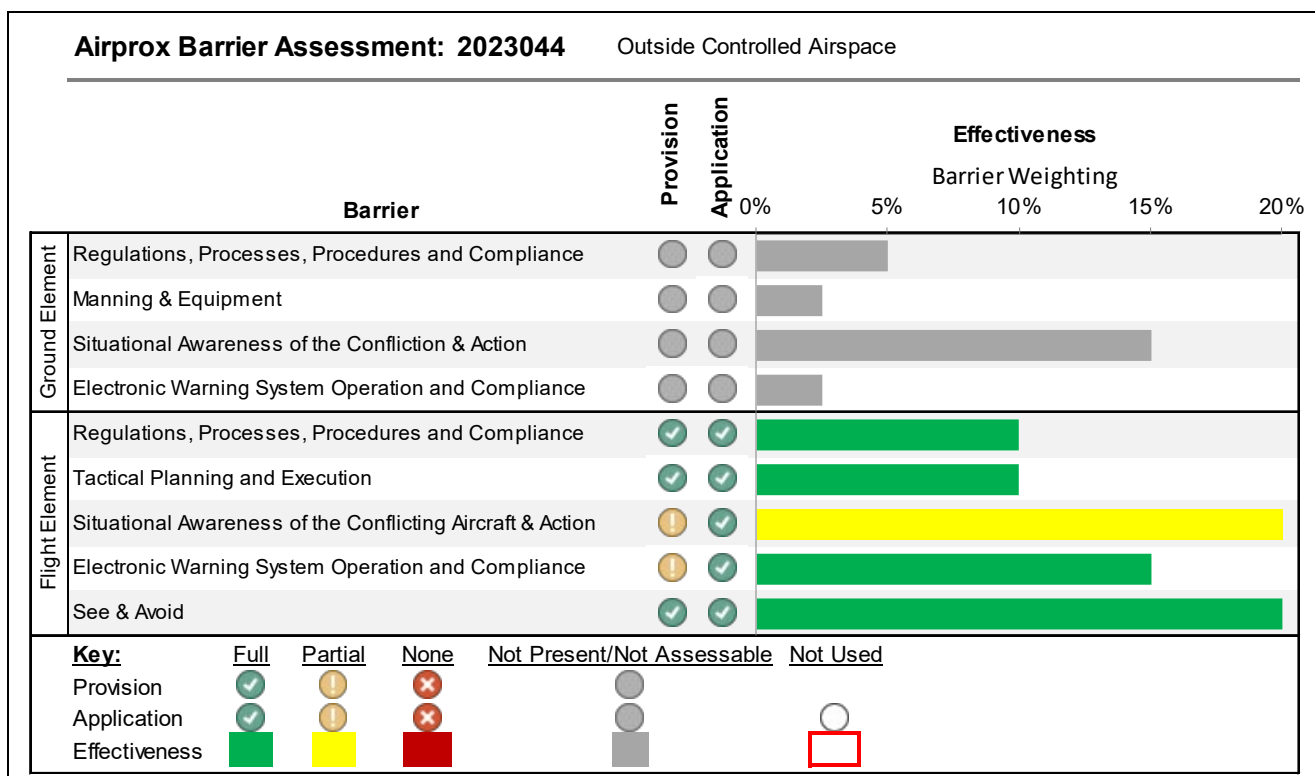 Airprox Barrier Assessment: 2023044 Outside Controlled Airspace
Barrier
Provision
Application
Effectiveness
Barrier Weighting
0% 5% 10% 15% 20%
Ground Element
Regulations, Processes, Procedures and Compliance
Manning & Equipment
Situational Awareness of the Confliction & Action
Electronic Warning System Operation and Compliance
Flight Element
Regulations, Processes, Procedures and Compliance
Tactical Planning and Execution
Situational Awareness of the Conflicting Aircraft & Action
Electronic Warning System Operation and Compliance
See & Avoid
Key: Full Partial None Not Present/Not Assessable Not Used
Provision
Application
Effectiveness